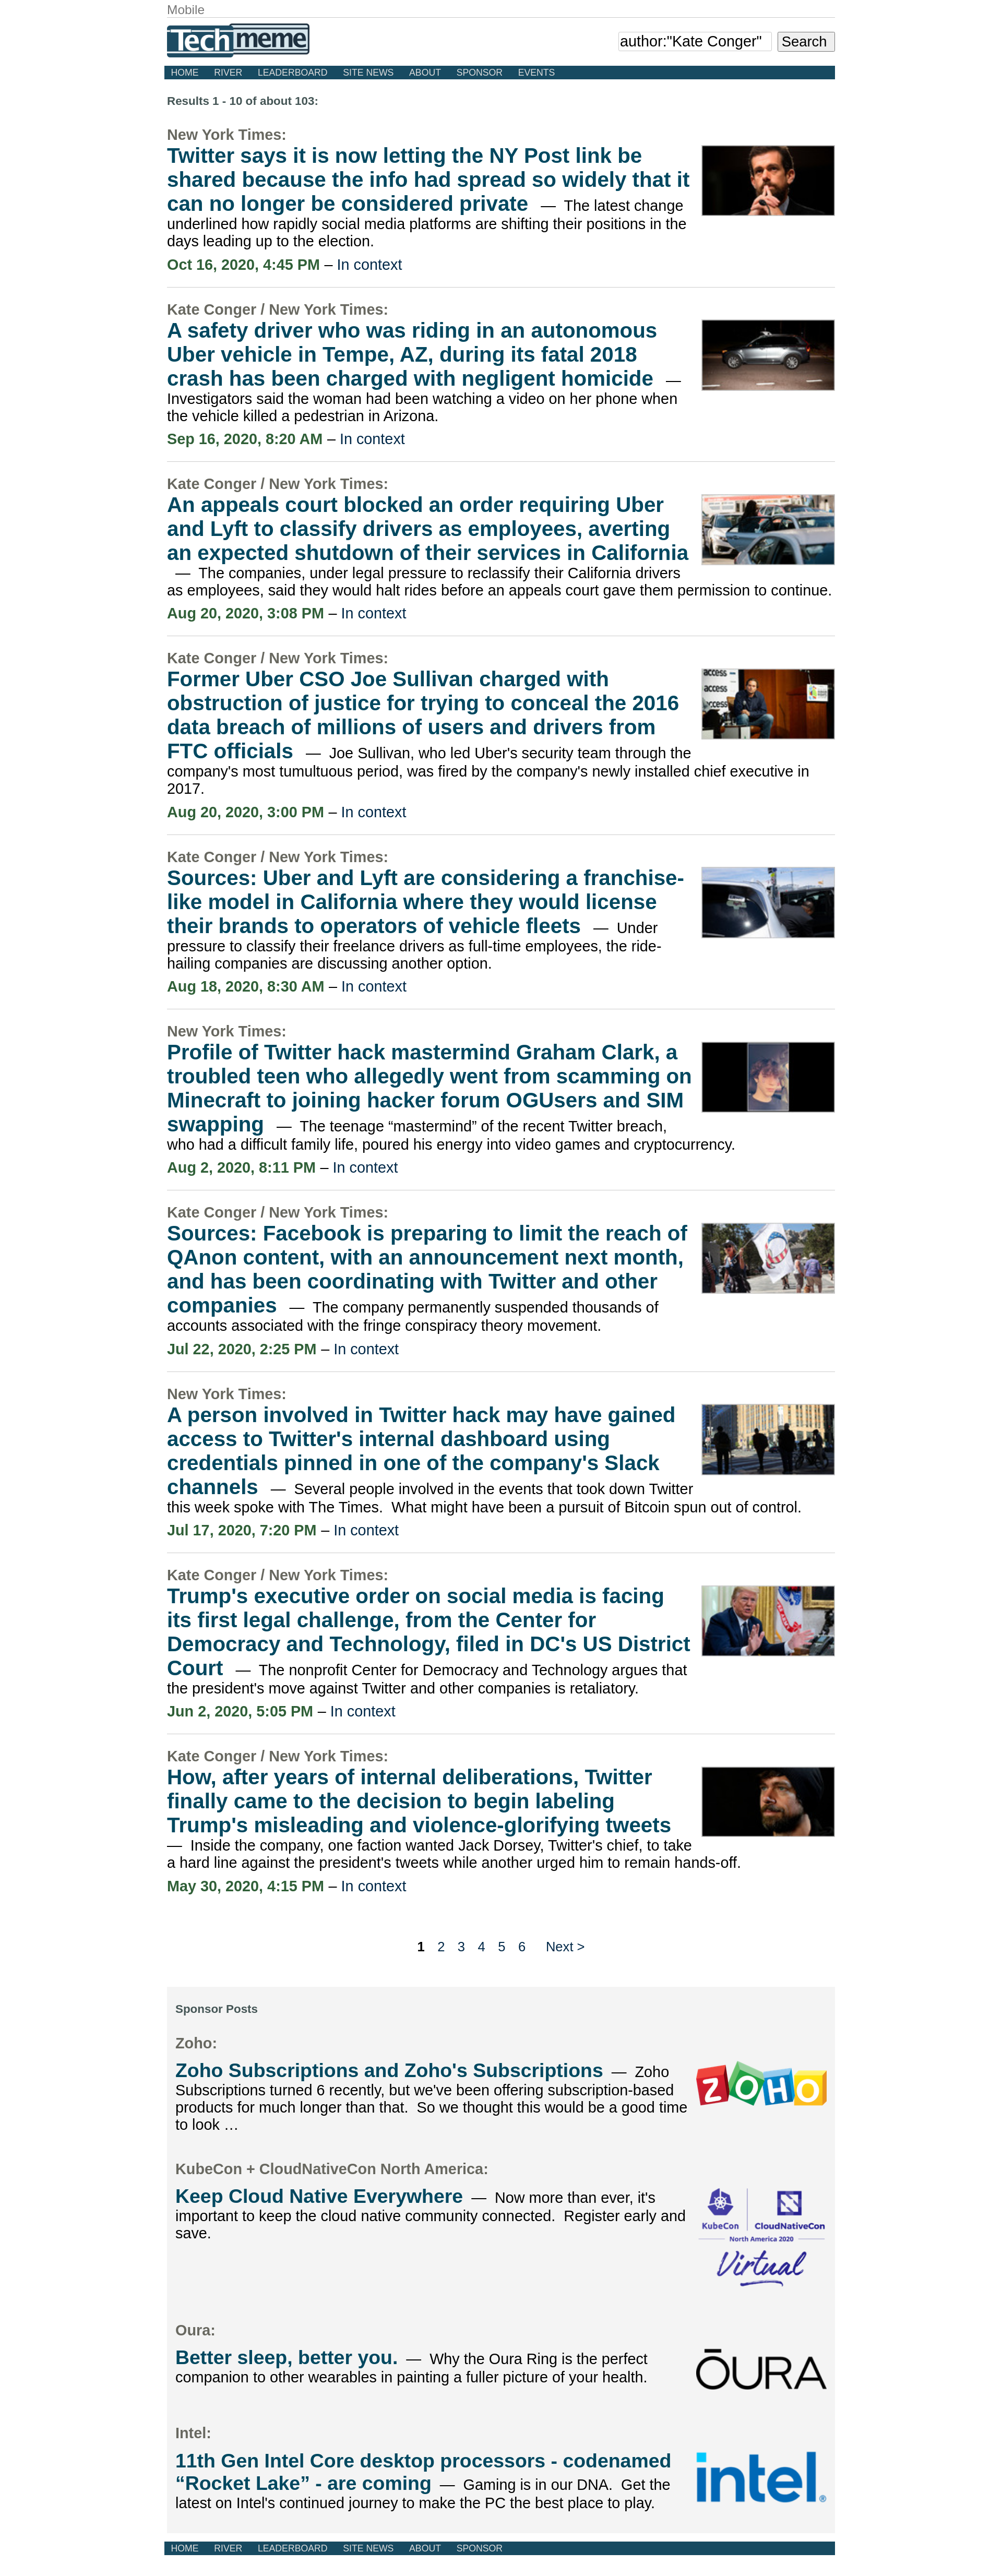 Mobile
Techmeme
author:"Kate Conger"
Search
HOME RIVER LEADERBOARD SITE NEWS ABOUT SPONSOR EVENTS
Results 1 - 10 of about 103:
New York Times:
Twitter says it is now letting the NY Post link be
shared because the info had spread so widely that it
can no longer be considered private — The latest change
underlined how rapidly social media platforms are shifting their positions in the
days leading up to the election.
Oct 16, 2020, 4:45 PM – In context
Kate Conger / New York Times:
A safety driver who was riding in an autonomous
Uber vehicle in Tempe, AZ, during its fatal 2018
crash has been charged with negligent homicide —
Investigators said the woman had been watching a video on her phone when
the vehicle killed a pedestrian in Arizona.
Sep 16, 2020, 8:20 AM – In context
Kate Conger / New York Times:
An appeals court blocked an order requiring Uber
and Lyft to classify drivers as employees, averting
an expected shutdown of their services in California
— The companies, under legal pressure to reclassify their California drivers
as employees, said they would halt rides before an appeals court gave them permission to continue.
Aug 20, 2020, 3:08 PM – In context
Kate Conger / New York Times:
Former Uber CSO Joe Sullivan charged with
obstruction of justice for trying to conceal the 2016
data breach of millions of users and drivers from
FTC officials — Joe Sullivan, who led Uber's security team through the
company's most tumultuous period, was fired by the company's newly installed chief executive in
2017.
access
access
access
Aug 20, 2020, 3:00 PM – In context
Kate Conger / New York Times:
Sources: Uber and Lyft are considering a franchise-
like model in California where they would license
their brands to operators of vehicle fleets — Under
pressure to classify their freelance drivers as full-time employees, the ride-
hailing companies are discussing another option.
Aug 18, 2020, 8:30 AM – In context
New York Times:
Profile of Twitter hack mastermind Graham Clark, a
troubled teen who allegedly went from scamming on
Minecraft to joining hacker forum OGUsers and SIM
swapping — The teenage “mastermind” of the recent Twitter breach,
who had a difficult family life, poured his energy into video games and cryptocurrency.
Aug 2, 2020, 8:11 PM – In context
Kate Conger / New York Times:
Sources: Facebook is preparing to limit the reach of
QAnon content, with an announcement next month,
and has been coordinating with Twitter and other
companies — The company permanently suspended thousands of
accounts associated with the fringe conspiracy theory movement.
Jul 22, 2020, 2:25 PM – In context
New York Times:
A person involved in Twitter hack may have gained
access to Twitter's internal dashboard using
credentials pinned in one of the company's Slack
channels — Several people involved in the events that took down Twitter
this week spoke with The Times. What might have been a pursuit of Bitcoin spun out of control.
Jul 17, 2020, 7:20 PM – In context
Kate Conger / New York Times:
Trump's executive order on social media is facing
its first legal challenge, from the Center for
Democracy and Technology, filed in DC's US District
Court — The nonprofit Center for Democracy and Technology argues that
the president's move against Twitter and other companies is retaliatory.
Jun 2, 2020, 5:05 PM – In context
Kate Conger / New York Times:
How, after years of internal deliberations, Twitter
finally came to the decision to begin labeling
Trump's misleading and violence-glorifying tweets
— Inside the company, one faction wanted Jack Dorsey, Twitter's chief, to take
a hard line against the president's tweets while another urged him to remain hands-off.
May 30, 2020, 4:15 PM – In context
1 2 3 4 5 6 Next >
Sponsor Posts
Zoho:
Zoho Subscriptions and Zoho's Subscriptions — Zoho
Subscriptions turned 6 recently, but we've been offering subscription-based
products for much longer than that. So we thought this would be a good time
to look …
ZOHO
KubeCon + CloudNativeCon North America:
Keep Cloud Native Everywhere — Now more than ever, it's
important to keep the cloud native community connected. Register early and
save.
KubeCon CloudNativeCon
North America 2020
Virtual
Oura:
Better sleep, better you. — Why the Oura Ring is the perfect
companion to other wearables in painting a fuller picture of your health.
ŌURA
Intel:
11th Gen Intel Core desktop processors - codenamed
“Rocket Lake” - are coming — Gaming is in our DNA. Get the
latest on Intel's continued journey to make the PC the best place to play.
intel®
HOME RIVER LEADERBOARD SITE NEWS ABOUT SPONSOR